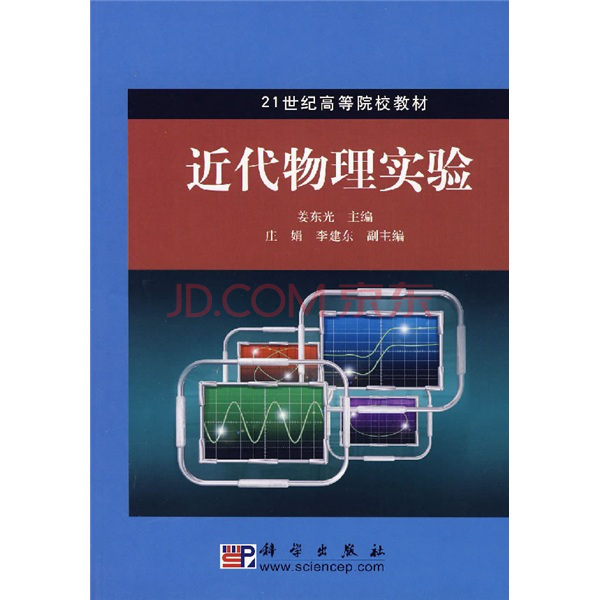 21世纪高等院校教材
近代物理实验
姜东光 主编
庄 娟 李建东 副主编
JD.COM 京东
SP
科学出版社
www.sciencep.com